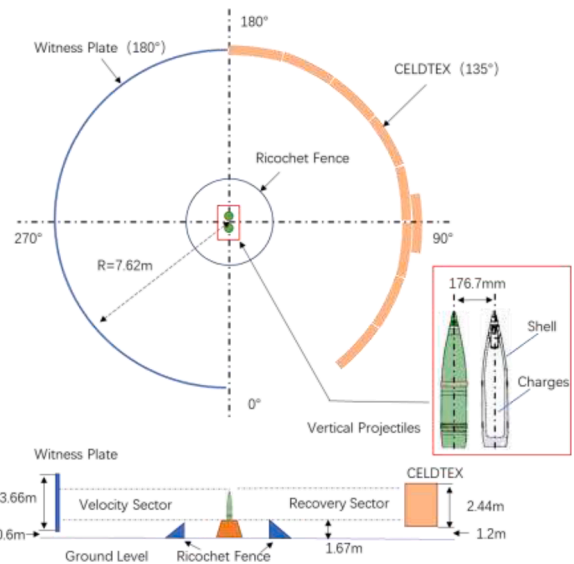 180°
Witness Plate (180°)
CELDTEX (135°)
Ricochet Fence
270°
90°
R=7.62m
176.7mm
Shell
Charges
0°
Vertical Projectiles
Witness Plate
CELDTEX
3.66m
Velocity Sector
Recovery Sector
2.44m
0.6m
1.2m
1.67m
Ground Level
Ricochet Fence